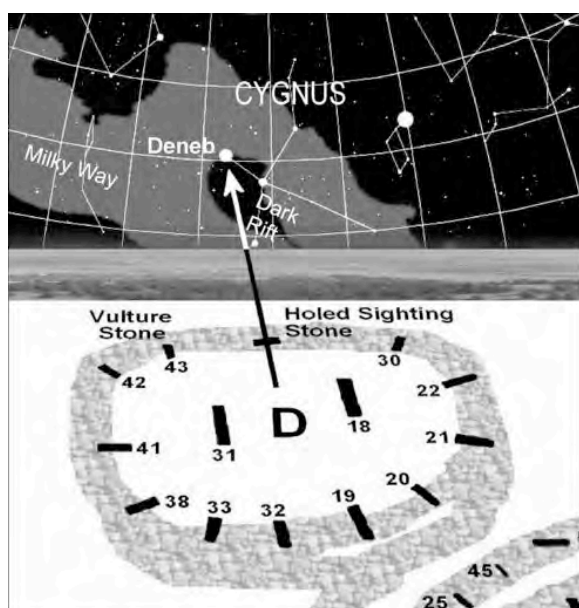 CYGNUS
Deneb
Milky Way
Dark
Rift
Vulture
Stone
Holed Sighting
Stone
43
30
42
22
18
D
31
41
21
38
33
32
19
20
45
25